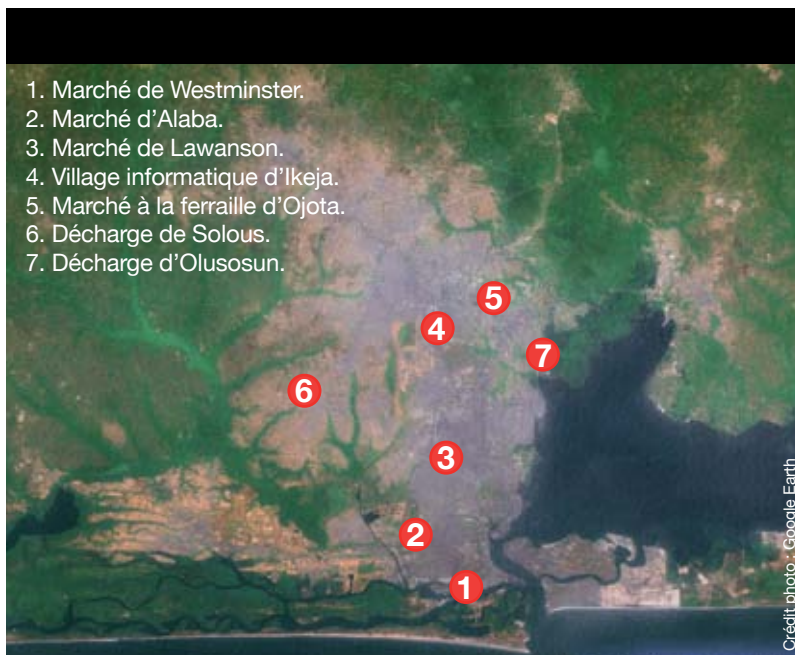 1. Marché de Westminster.
2. Marché d'Alaba.
3. Marché de Lawanson.
4. Village informatique d'Ikeja.
5. Marché à la ferraille d'Ojota.
6. Décharge de Solous.
7. Décharge d'Olusosun.
5
4
7
6
3
2
1
Crédit photo : Google Earth